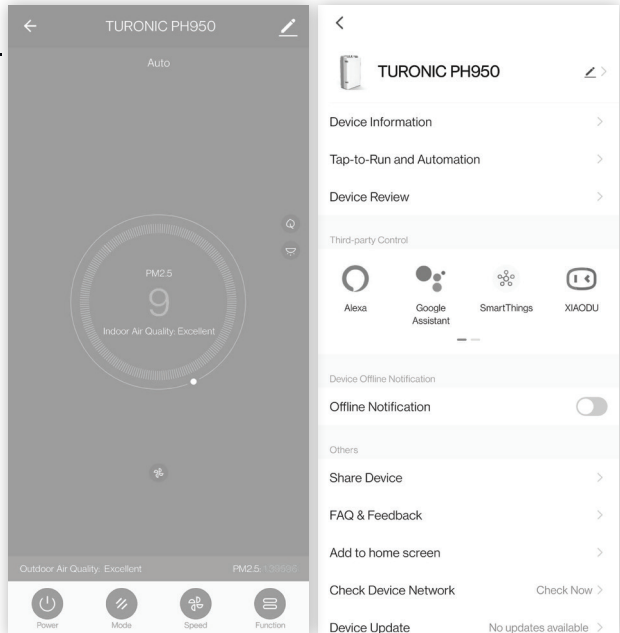 TURONIC PH950
Auto
PM2.5
9
Indoor Air Quality: Excellent
Outdoor Air Quality: Excellent PM2.5:
Power Mode Speed Function
TURONIC PH950
Device Information
Tap-to-Run and Automation
Device Review
Third-party Control
Alexa Google Assistant SmartThings XIAODU
Device Offline Notification
Offline Notification
Others
Share Device
FAQ & Feedback
Add to home screen
Check Device Network Check Now
Device Update No updates available